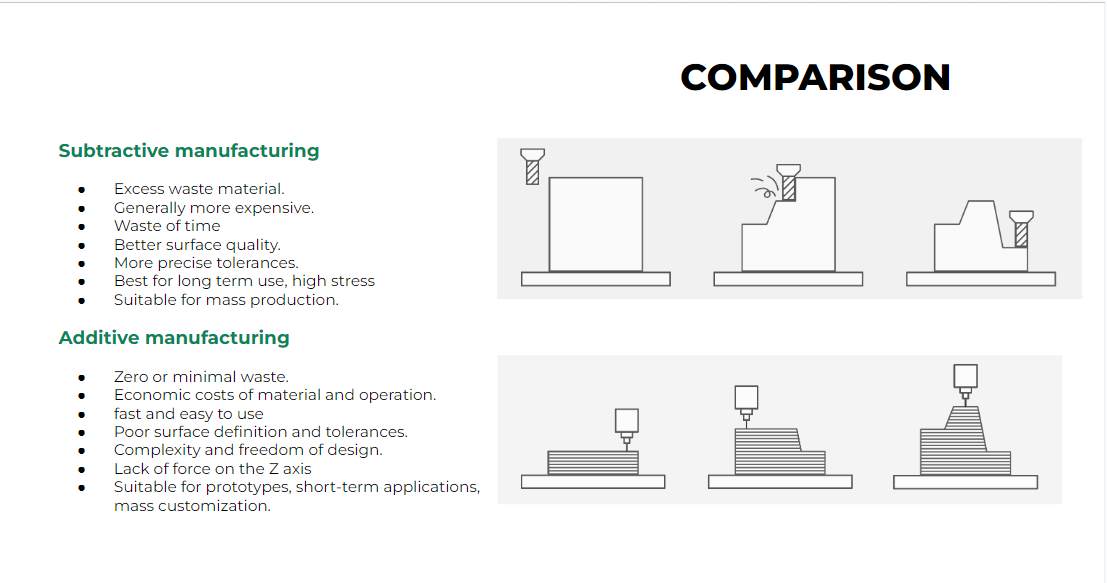 COMPARISON
Subtractive manufacturing
● Excess waste material.
● Generally more expensive.
● Waste of time
● Better surface quality.
● More precise tolerances.
● Best for long term use, high stress
● Suitable for mass production.
Additive manufacturing
● Zero or minimal waste.
● Economic costs of material and operation.
● fast and easy to use
● Poor surface definition and tolerances.
● Complexity and freedom of design.
● Lack of force on the Z axis
● Suitable for prototypes, short-term applications,
mass customization.